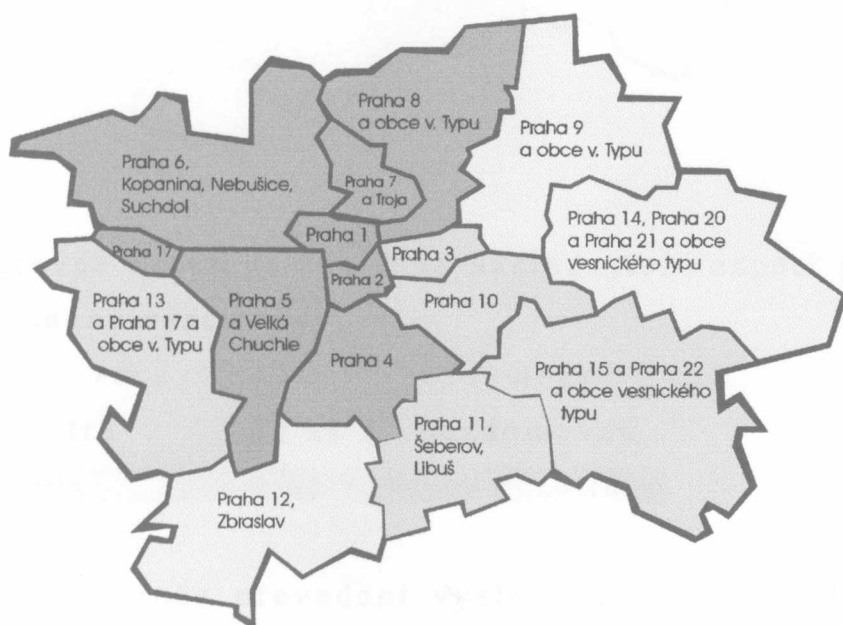 Praha 8
a obce v. Typu
Praha 9
a obce v. Typu
Praha 6,
Kopanina, Nebušice,
Suchdol
Praha 7
a Troja
Praha 14, Praha 20
a Praha 21 a obce
vesnického typu
Praha 1
Praha 3
Praha 17
Praha 2
Praha 13
a Praha 17 a
obce v. Typu
Praha 5
a Velká
Chuchle
Praha 10
Praha 4
Praha 15 a Praha 22
a obce vesnického
typu
Praha 11,
Šeberov,
Libuš
Praha 12,
Zbraslav